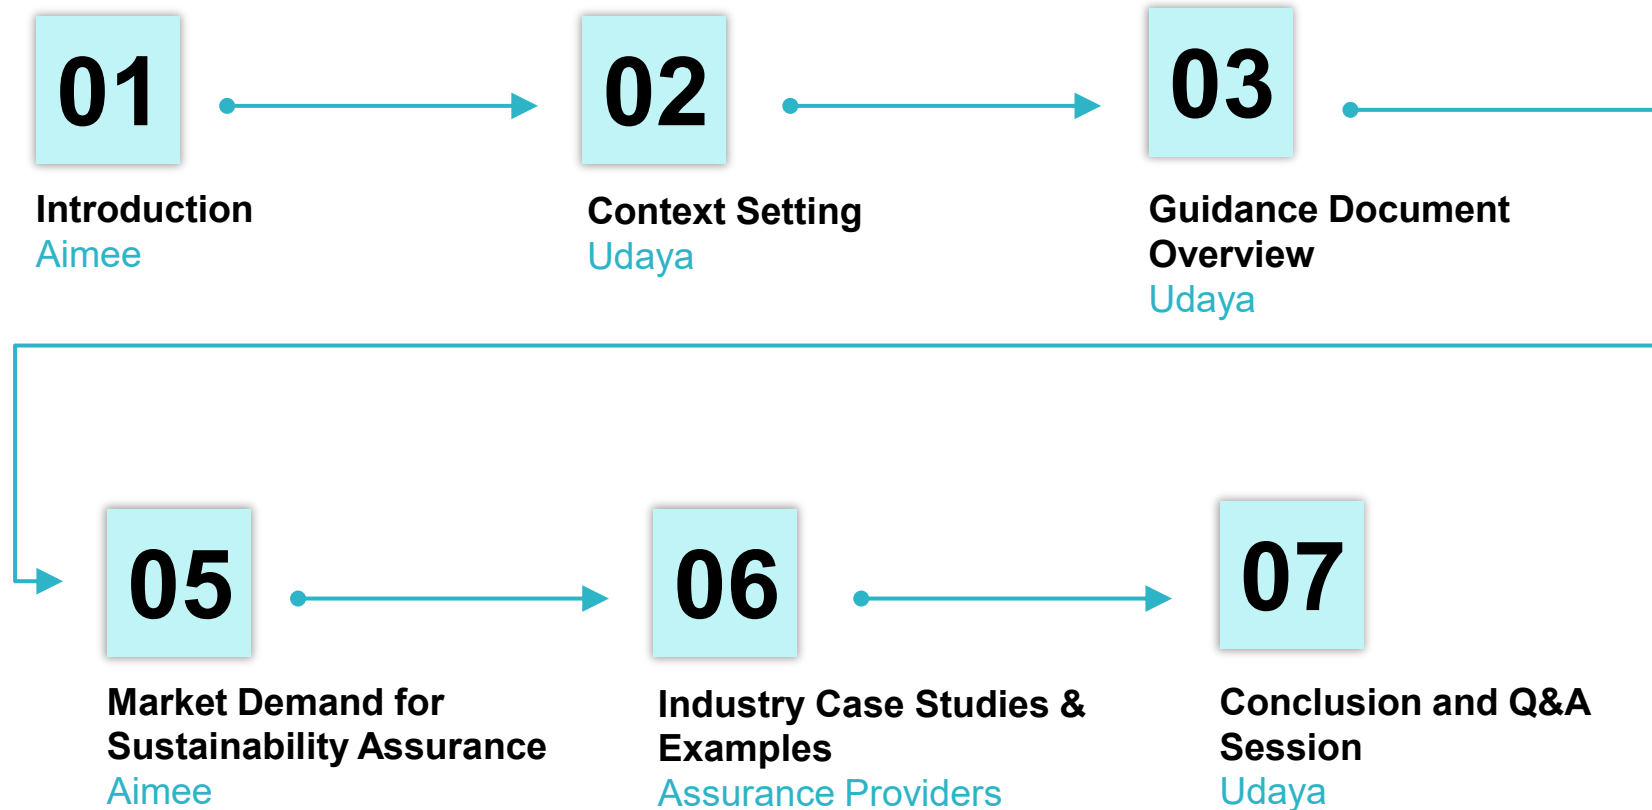 01
Introduction
Aimee
02
Context Setting
Udaya
03
Guidance Document
Overview
Udaya
05
Market Demand for
Sustainability Assurance
Aimee
06
Industry Case Studies &
Examples
Assurance Providers
07
Conclusion and Q&A
Session
Udaya